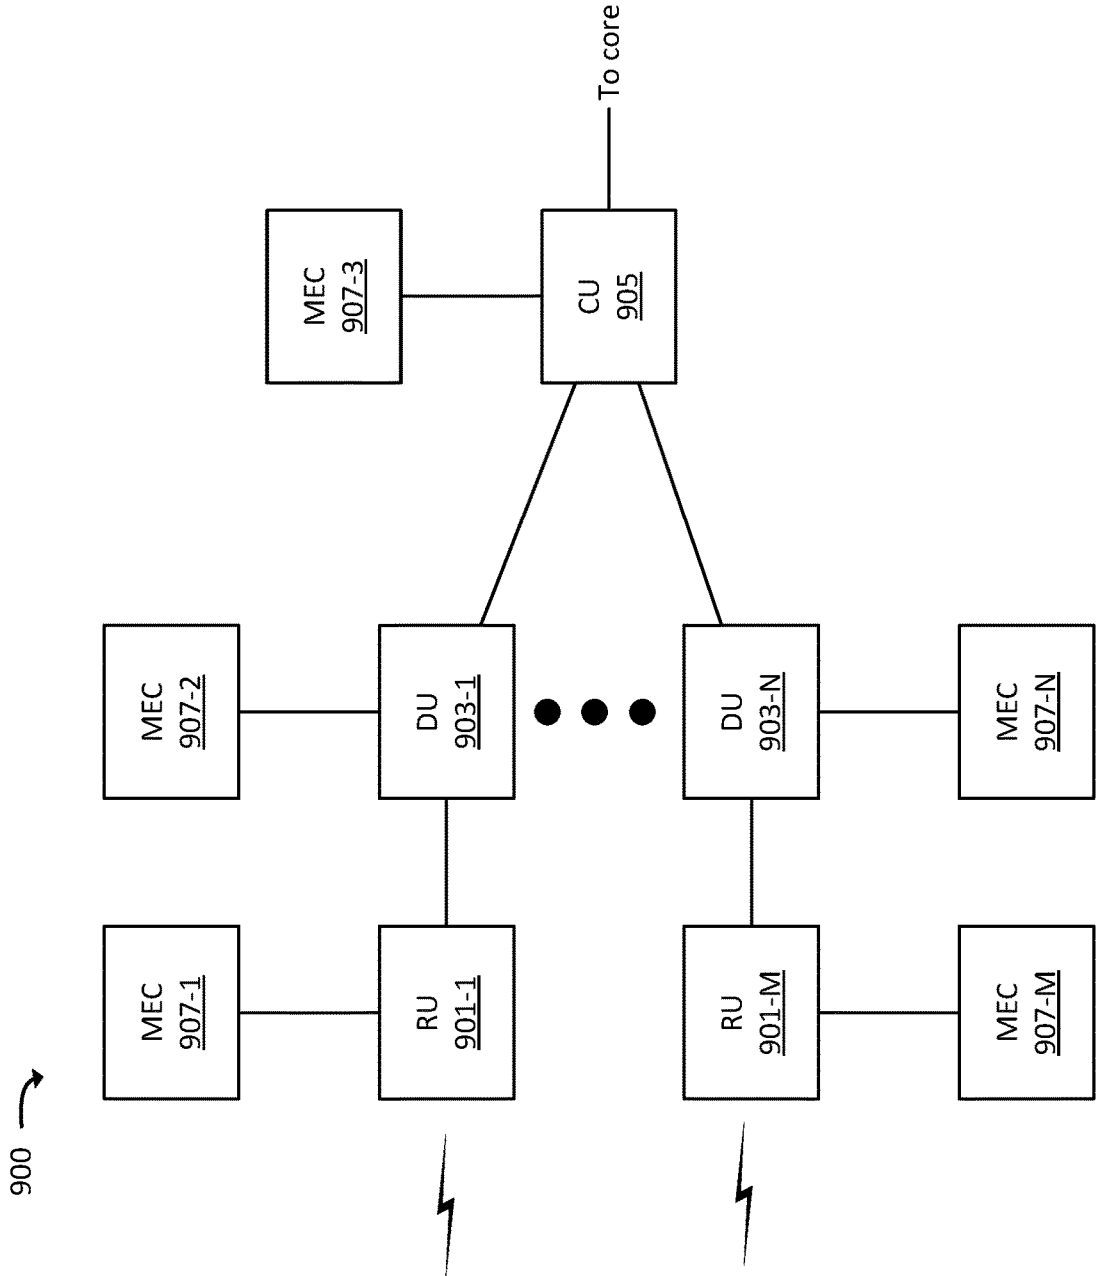 900
MEC
907-1
MEC
907-2
MEC
907-3
RU
901-1
DU
903-1
CU
905
To core
RU
901-M
DU
903-N
MEC
907-M
MEC
907-N